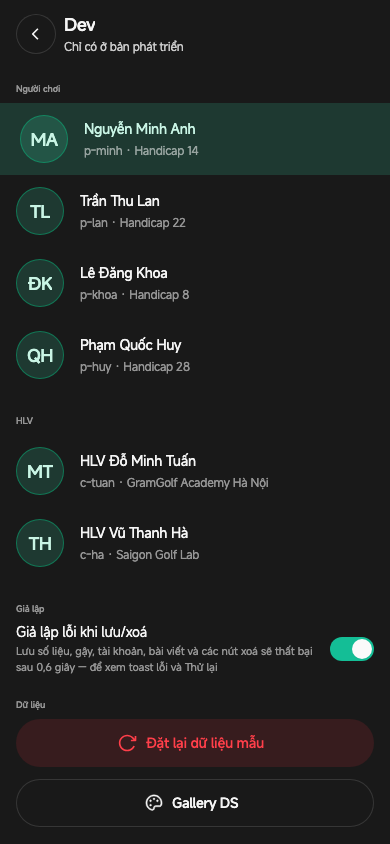 Dev
Chỉ có ở bản phát triển
Người chơi
MA
Nguyễn Minh Anh
p-minh · Handicap 14
TL
Trần Thu Lan
p-lan · Handicap 22
ĐK
Lê Đăng Khoa
p-khoa · Handicap 8
QH
Phạm Quốc Huy
p-huy · Handicap 28
HLV
MT
HLV Đỗ Minh Tuấn
c-tuan · GramGolf Academy Hà Nội
TH
HLV Vũ Thanh Hà
c-ha · Saigon Golf Lab
Giả lập
Giả lập lỗi khi lưu/xoá
Lưu số liệu, gậy, tài khoản, bài viết và các nút xoá sẽ thất bại
sau 0,6 giây — để xem toast lỗi và Thử lại
Dữ liệu
Đặt lại dữ liệu mẫu
Gallery DS